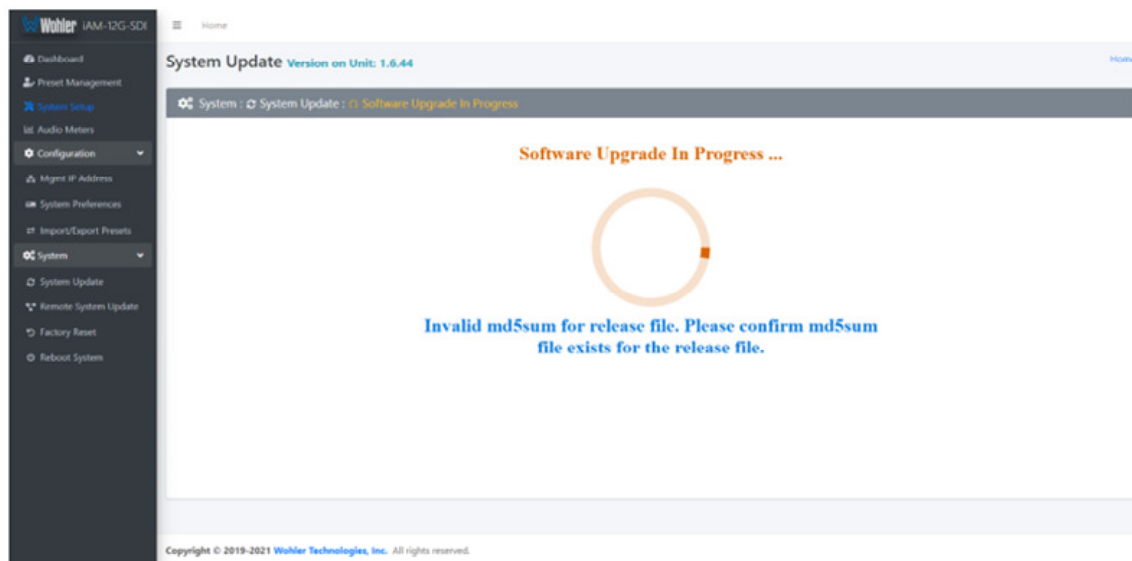 Wohler iAM-12G-SDI
Home
Dashboard
Preset Management
System Setup
Audio Meters
Configuration
Mgmt IP Address
System Preferences
Import/Export Presets
System
System Update
Remote System Update
Factory Reset
Reboot System
System Update Version on Unit: 1.6.44
Home
System : System Update : Software Upgrade In Progress
Software Upgrade In Progress ...
Invalid md5sum for release file. Please confirm md5sum
file exists for the release file.
Copyright © 2019-2021 Wohler Technologies, Inc. All rights reserved.